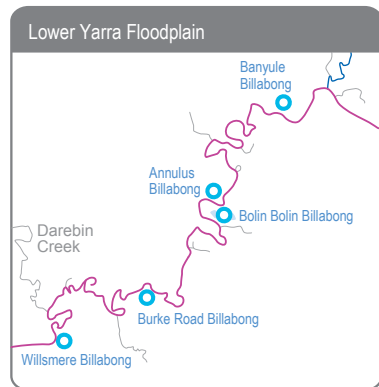 Lower Yarra Floodplain
Banyule
Billabong
Annulus
Billabong
Bolin Bolin Billabong
Darebin
Creek
Burke Road Billabong
Willsmere Billabong